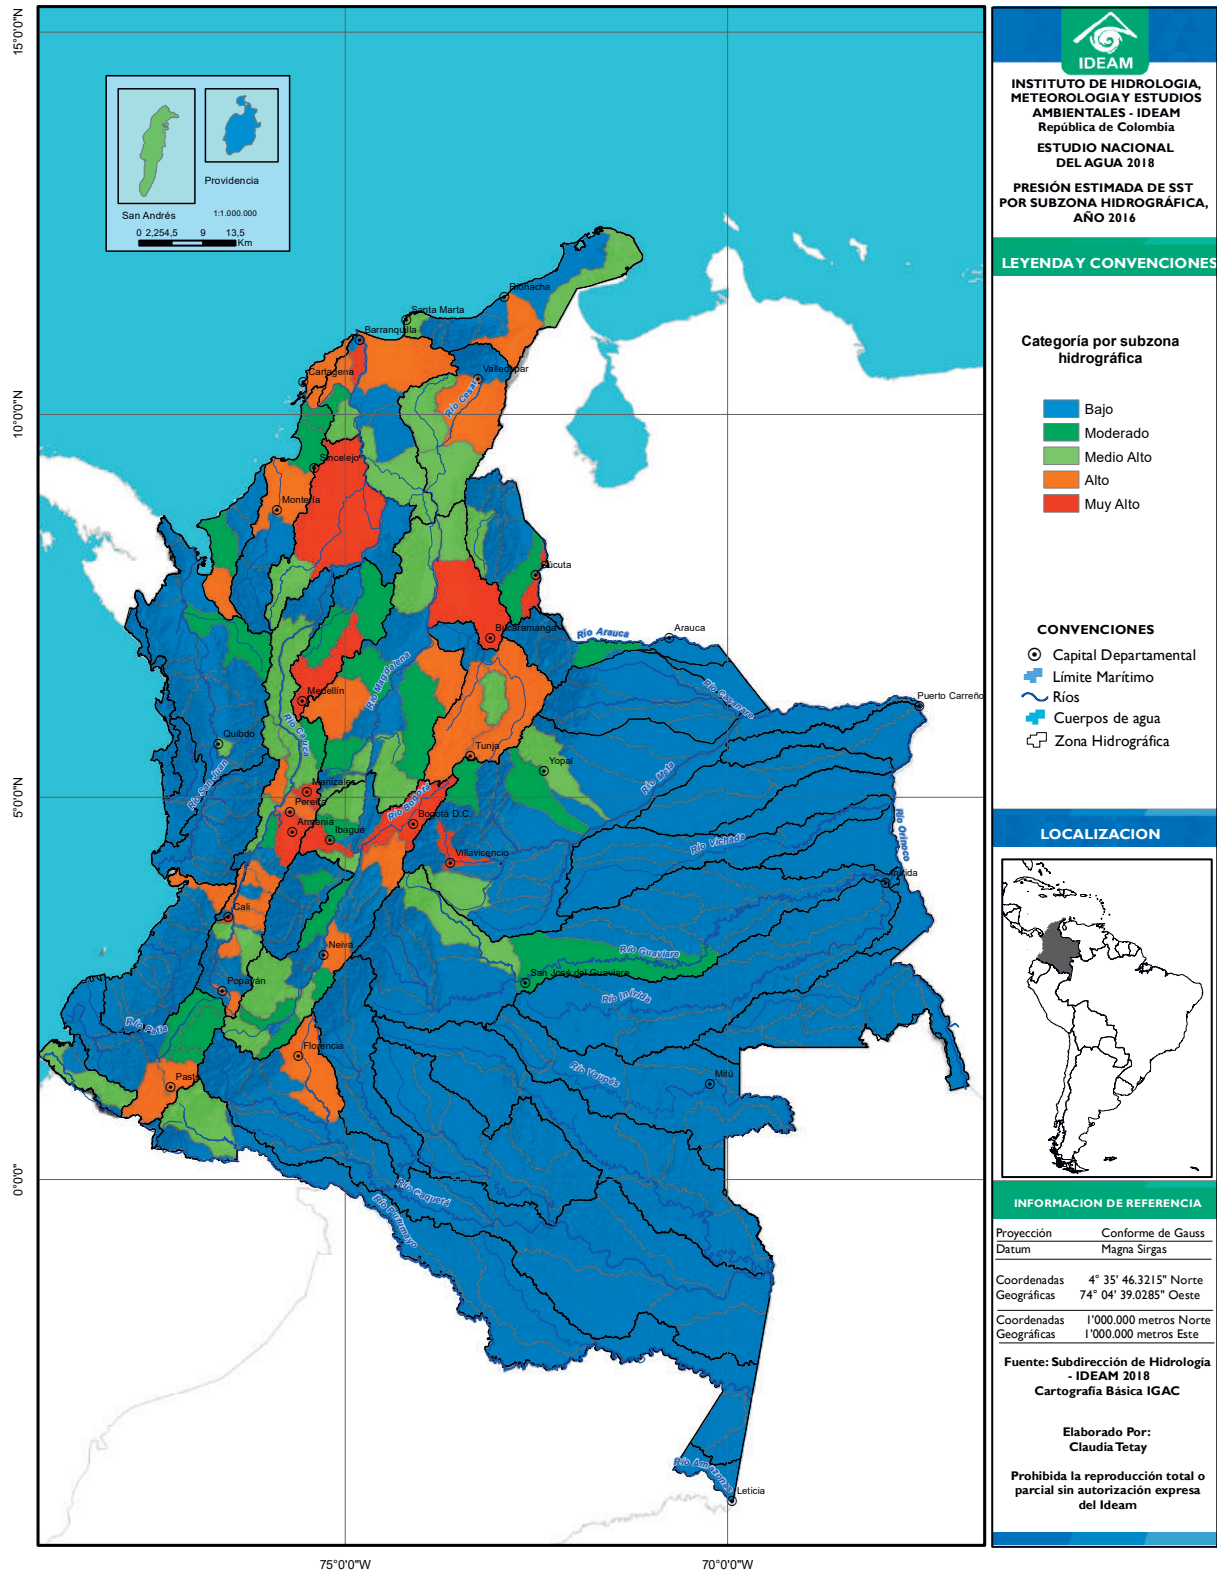 15°0'0"N
10°0'0"N
5°0'0"N
0°0'0"
75°0'0"W
70°0'0"W
San Andrés
Providencia
1:1.000.000
0 2,254,5 9 13,5
Km
Riohacha
Santa Marta
Barranquilla
Cartagena
Valledupar
Río Cesar
Sincelejo
Montería
Cúcuta
Bucaramanga
Río Arauca
Arauca
Río Magdalena
Medellín
Río Casanare
Puerto Carreño
Quibdó
Río Cauca
Tunja
Yopal
Río San Juan
Manizales
Río Meta
Pereira
Río Bogotá
Armenia
Bogotá D.C.
Ibagué
Río Vichada
Río Orinoco
Villavicencio
Inírida
Cali
Neiva
Río Guaviare
San José del Guaviare
Popayán
Río Inírida
Río Patía
Florencia
Río Vaupés
Mitú
Pasto
Río Caquetá
Río Putumayo
Río Amazonas
Leticia
IDEAM
INSTITUTO DE HIDROLOGIA,
METEOROLOGIA Y ESTUDIOS
AMBIENTALES - IDEAM
República de Colombia
ESTUDIO NACIONAL
DEL AGUA 2018
PRESIÓN ESTIMADA DE SST
POR SUBZONA HIDROGRÁFICA,
AÑO 2016
LEYENDA Y CONVENCIONES
Categoría por subzona
hidrográfica
Bajo
Moderado
Medio Alto
Alto
Muy Alto
CONVENCIONES
Capital Departamental
Límite Marítimo
Ríos
Cuerpos de agua
Zona Hidrográfica
LOCALIZACION
INFORMACION DE REFERENCIA
Proyección Conforme de Gauss
Datum Magna Sirgas
Coordenadas 4° 35' 46.3215" Norte
Geográficas 74° 04' 39.0285" Oeste
Coordenadas 1'000.000 metros Norte
Geográficas 1'000.000 metros Este
Fuente: Subdirección de Hidrología
- IDEAM 2018
Cartografía Básica IGAC
Elaborado Por:
Claudia Tetay
Prohibida la reproducción total o
parcial sin autorización expresa
del Ideam